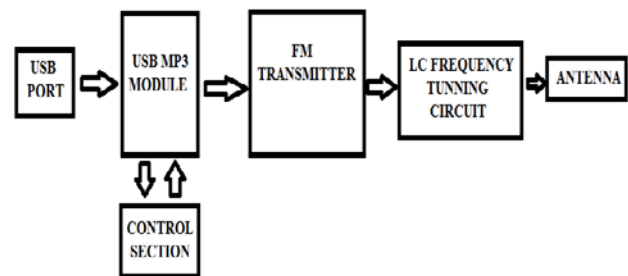 USB
PORT
USB MP3
MODULE
FM
TRANSMITTER
LC FREQUENCY
TUNNING
CIRCUIT
ANTENNA
CONTROL
SECTION